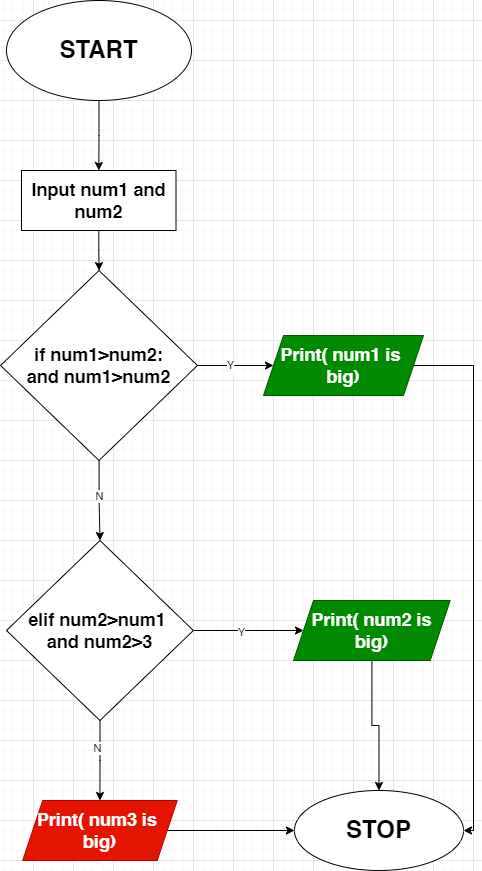 START
Input num1 and
num2
if num1>num2:
and num1>num2
Y
Print( num1 is
big)
N
elif num2>num1
and num2>3
Y
Print( num2 is
big)
N
Print( num3 is
big)
STOP